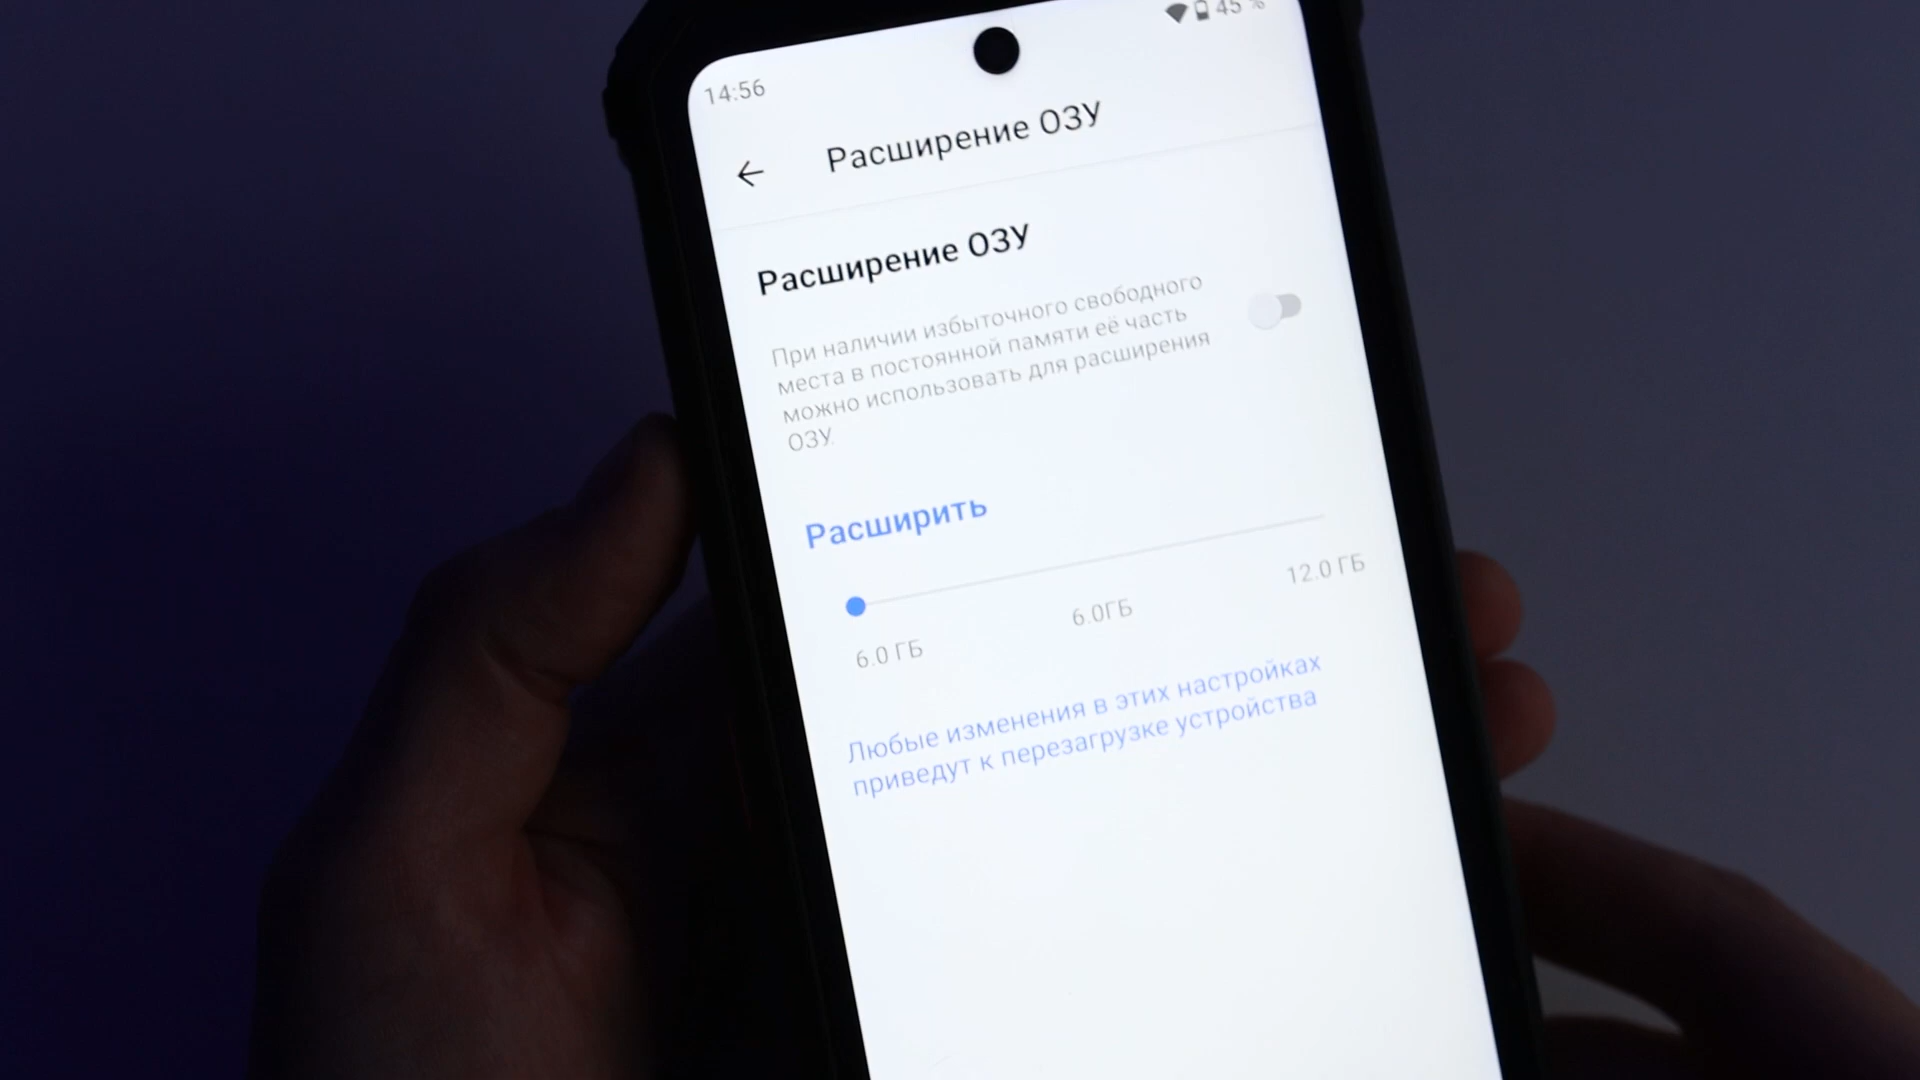 45 %
14:56
Расширение ОЗУ
Расширение ОЗУ
При наличии избыточного свободного
места в постоянной памяти её часть
можно использовать для расширения
ОЗУ.
Расширить
6.0 ГБ
6.0ГБ
12.0 ГБ
Любые изменения в этих настройках
приведут к перезагрузке устройства